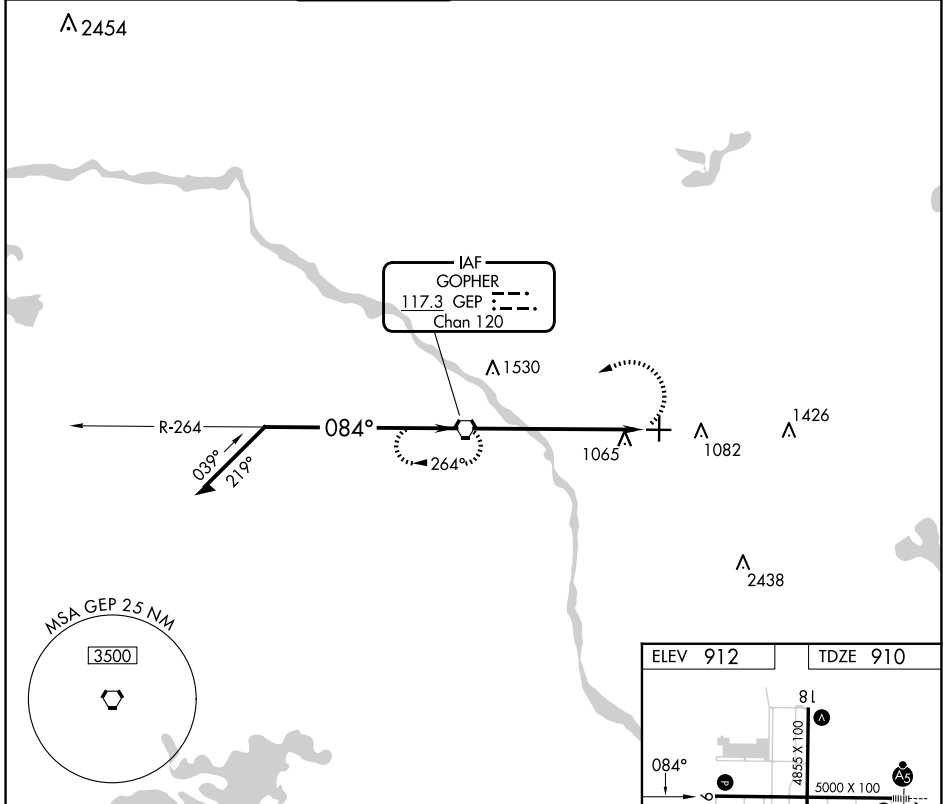 2454
IAF
GOPHER
117.3 GEP
Chan 120
1530
R-264
084°
264°
039°
219°
1065
1082
1426
2438
MSA GEP 25 NM
3500
ELEV 912
TDZE 910
18
V
4855 X 100
084°
P
9
5000 X 100
A5